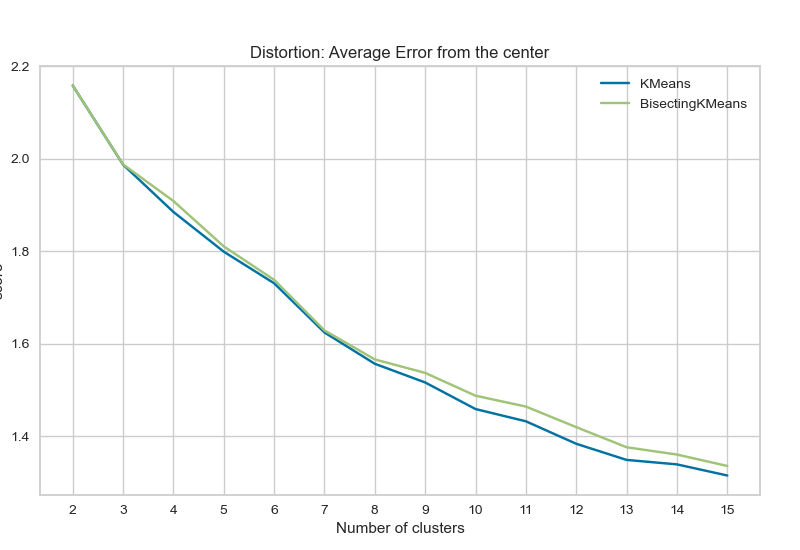 Distortion: Average Error from the center
KMeans
BisectingKMeans
2.2
2.0
1.8
1.6
1.4
2 3 4 5 6 7 8 9 10 11 12 13 14 15
Number of clusters